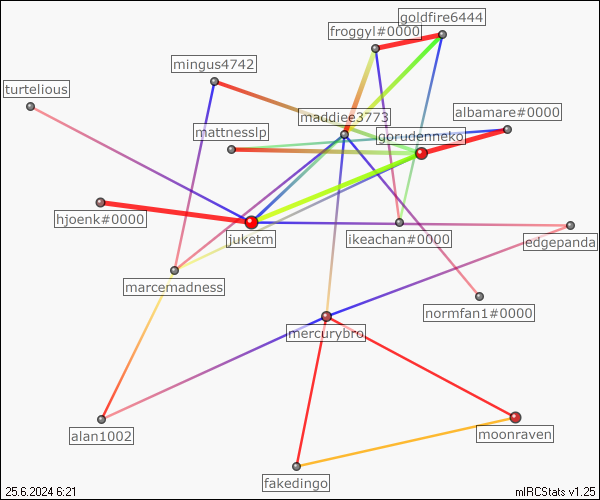 goldfire6444
froggyl#0000
mingus4742
turtelious
albamare#0000
maddiee3773
mattnesslp
gorudenneko
hjoenk#0000
juketm
ikeachan#0000
edgepanda
marcemadness
normfan1#0000
mercurybro
alan1002
moonraven
fakedingo
25.6.2024 6:21
mIRCStats v1.25